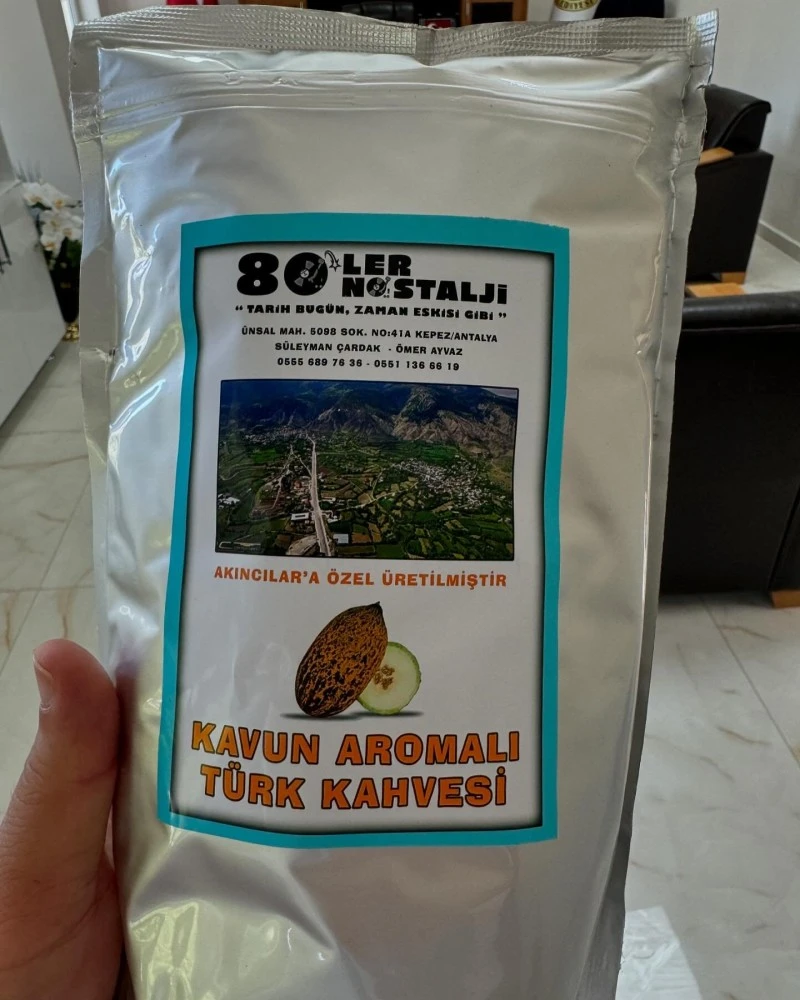 80'LER
NOSTALJİ
“ TARİH BUGÜN, ZAMAN ESKİSİ GİBİ ”
ÜNSAL MAH. 5098 SOK. NO:41A KEPEZ/ANTALYA
SÜLEYMAN ÇARDAK - ÖMER AYVAZ
0555 689 76 36 - 0551 136 66 19
AKINCILAR'A ÖZEL ÜRETİLMİŞTİR
KAVUN AROMALI
TÜRK KAHVESİ